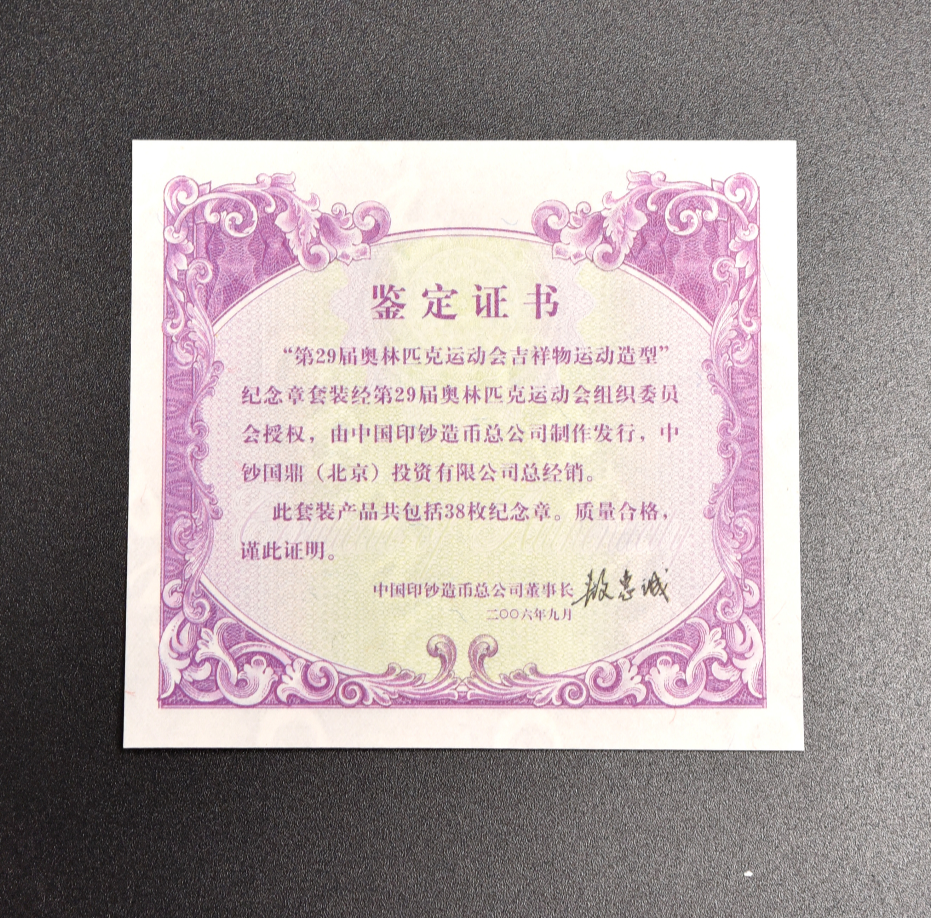 鉴定证书
“第29届奥林匹克运动会吉祥物运动造型”
纪念章套装经第29届奥林匹克运动会组织委员
会授权，由中国印钞造币总公司制作发行，中
钞国鼎（北京）投资有限公司总经销。
此套装产品共包括38枚纪念章。质量合格，
谨此证明。
中国印钞造币总公司董事长 敖惠诚
二〇〇六年九月